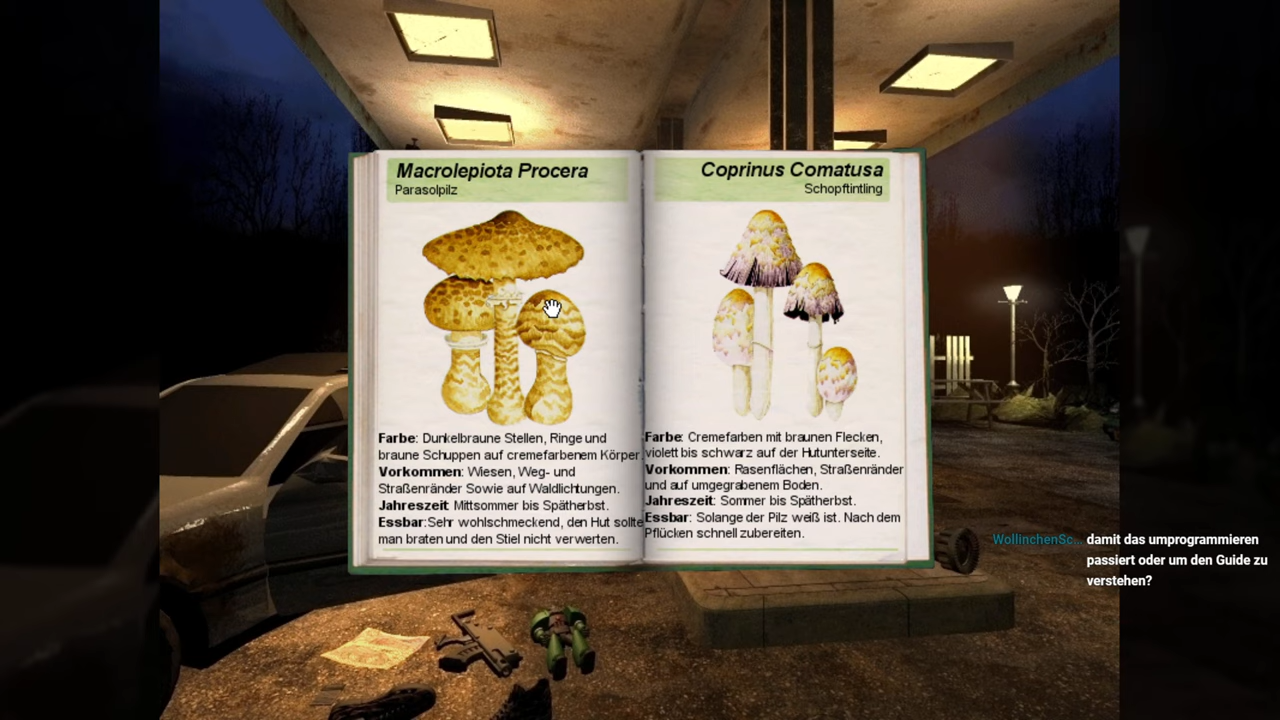 Macrolepiota Procera
Parasolpilz
Farbe: Dunkelbraune Stellen, Ringe und
braune Schuppen auf cremefarbenem Körper.
Vorkommen: Wiesen, Weg- und
Straßenränder Sowie auf Waldlichtungen.
Jahreszeit: Mittsommer bis Spätherbst.
Essbar:Sehr wohlschmeckend, den Hut sollte
man braten und den Stiel nicht verwerten.
Coprinus Comatusa
Schopftintling
Farbe: Cremefarben mit braunen Flecken,
violett bis schwarz auf der Hutunterseite.
Vorkommen: Rasenflächen, Straßenränder
und auf umgegrabenem Boden.
Jahreszeit: Sommer bis Spätherbst.
Essbar: Solange der Pilz weiß ist. Nach dem
Pflücken schnell zubereiten.
WollinchenSc... damit das umprogrammieren
passiert oder um den Guide zu
verstehen?